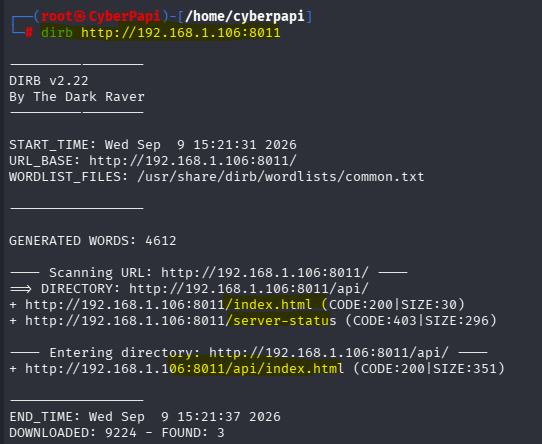 ┌──(root㉿CyberPapi)-[/home/cyberpapi]
└─# dirb http://192.168.1.106:8011
-----------------
DIRB v2.22
By The Dark Raver
-----------------
START_TIME: Wed Sep  9 15:21:31 2026
URL_BASE: http://192.168.1.106:8011/
WORDLIST_FILES: /usr/share/dirb/wordlists/common.txt
-----------------
GENERATED WORDS: 4612
---- Scanning URL: http://192.168.1.106:8011/ ----
==> DIRECTORY: http://192.168.1.106:8011/api/
+ http://192.168.1.106:8011/index.html (CODE:200|SIZE:30)
+ http://192.168.1.106:8011/server-status (CODE:403|SIZE:296)
---- Entering directory: http://192.168.1.106:8011/api/ ----
+ http://192.168.1.106:8011/api/index.html (CODE:200|SIZE:351)
-----------------
END_TIME: Wed Sep  9 15:21:37 2026
DOWNLOADED: 9224 - FOUND: 3